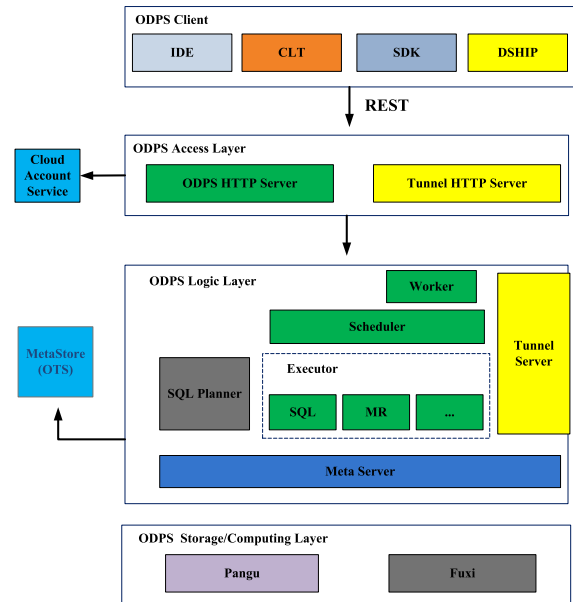 ODPS Client
IDE
CLT
SDK
DSHIP
REST
ODPS Access Layer
Cloud
Account
Service
ODPS HTTP Server
Tunnel HTTP Server
ODPS Logic Layer
Worker
Scheduler
Tunnel
Server
MetaStore
(OTS)
SQL Planner
Executor
SQL
MR
...
Meta Server
ODPS Storage/Computing Layer
Pangu
Fuxi